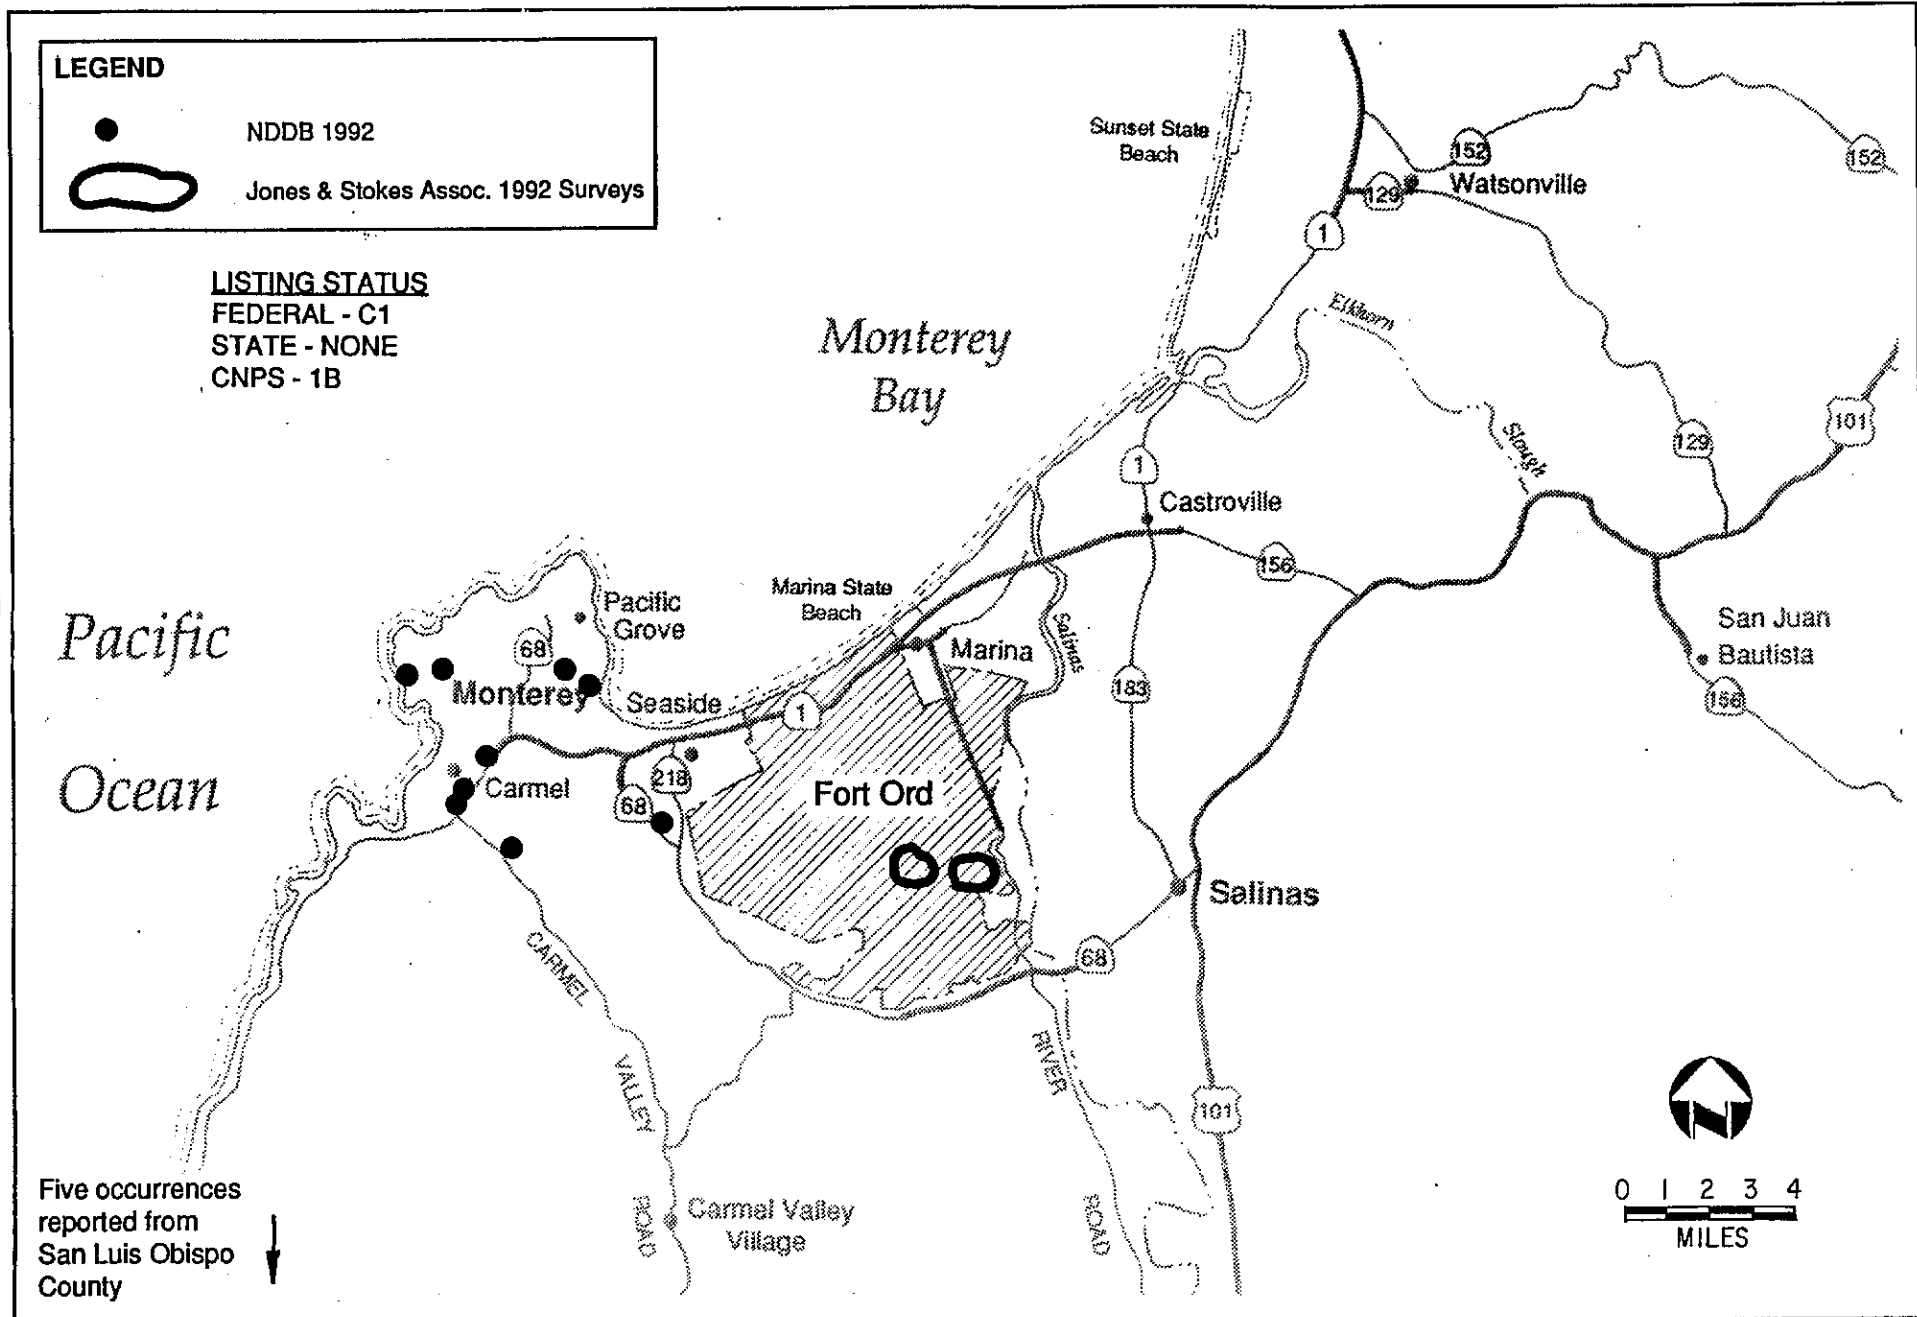 LEGEND
NDDB 1992
Jones & Stokes Assoc. 1992 Surveys
LISTING STATUS
FEDERAL - C1
STATE - NONE
CNPS - 1B
Monterey
Bay
Sunset State
Beach
152
152
129
Watsonville
1
Elkhorn
Slough
101
129
1
Castroville
156
Marina State
Beach
Pacific
Grove
Salinas
Pacific
Ocean
68
Monterey
Seaside
1
Marina
183
San Juan
Bautista
156
218
68
Carmel
Fort Ord
Salinas
68
CARMEL
VALLEY
ROAD
RIVER
ROAD
101
Carmel Valley
Village
N
0 1 2 3 4
MILES
Five occurrences
reported from
San Luis Obispo
County